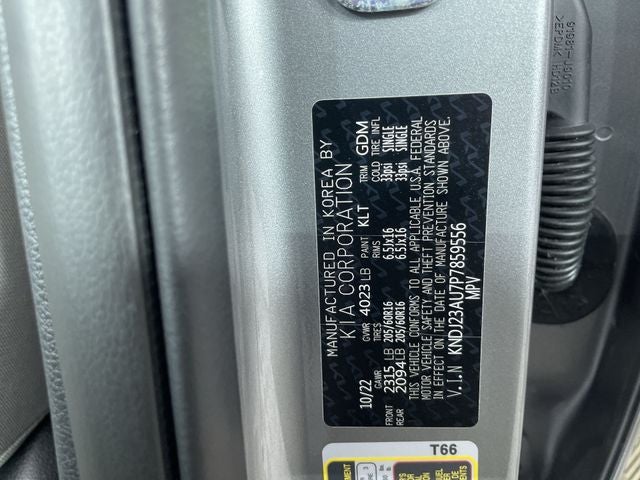 MANUFACTURED IN KOREA BY
KIA CORPORATION
10/22 GVWR 4023 LB PAINT KLT TRIM GDM
GAWR TIRES RIMS COLD TIRE INFL
FRONT 2315 LB 205/60R16 6.5Jx16 33psi SINGLE
REAR 2094 LB 205/60R16 6.5Jx16 33psi SINGLE
THIS VEHICLE CONFORMS TO ALL APPLICABLE U.S.A. FEDERAL
MOTOR VEHICLE SAFETY AND THEFT PREVENTION STANDARDS
IN EFFECT ON THE DATE OF MANUFACTURE SHOWN ABOVE.
V.I.N KNDJ23AU7P7859556
MPV
T66